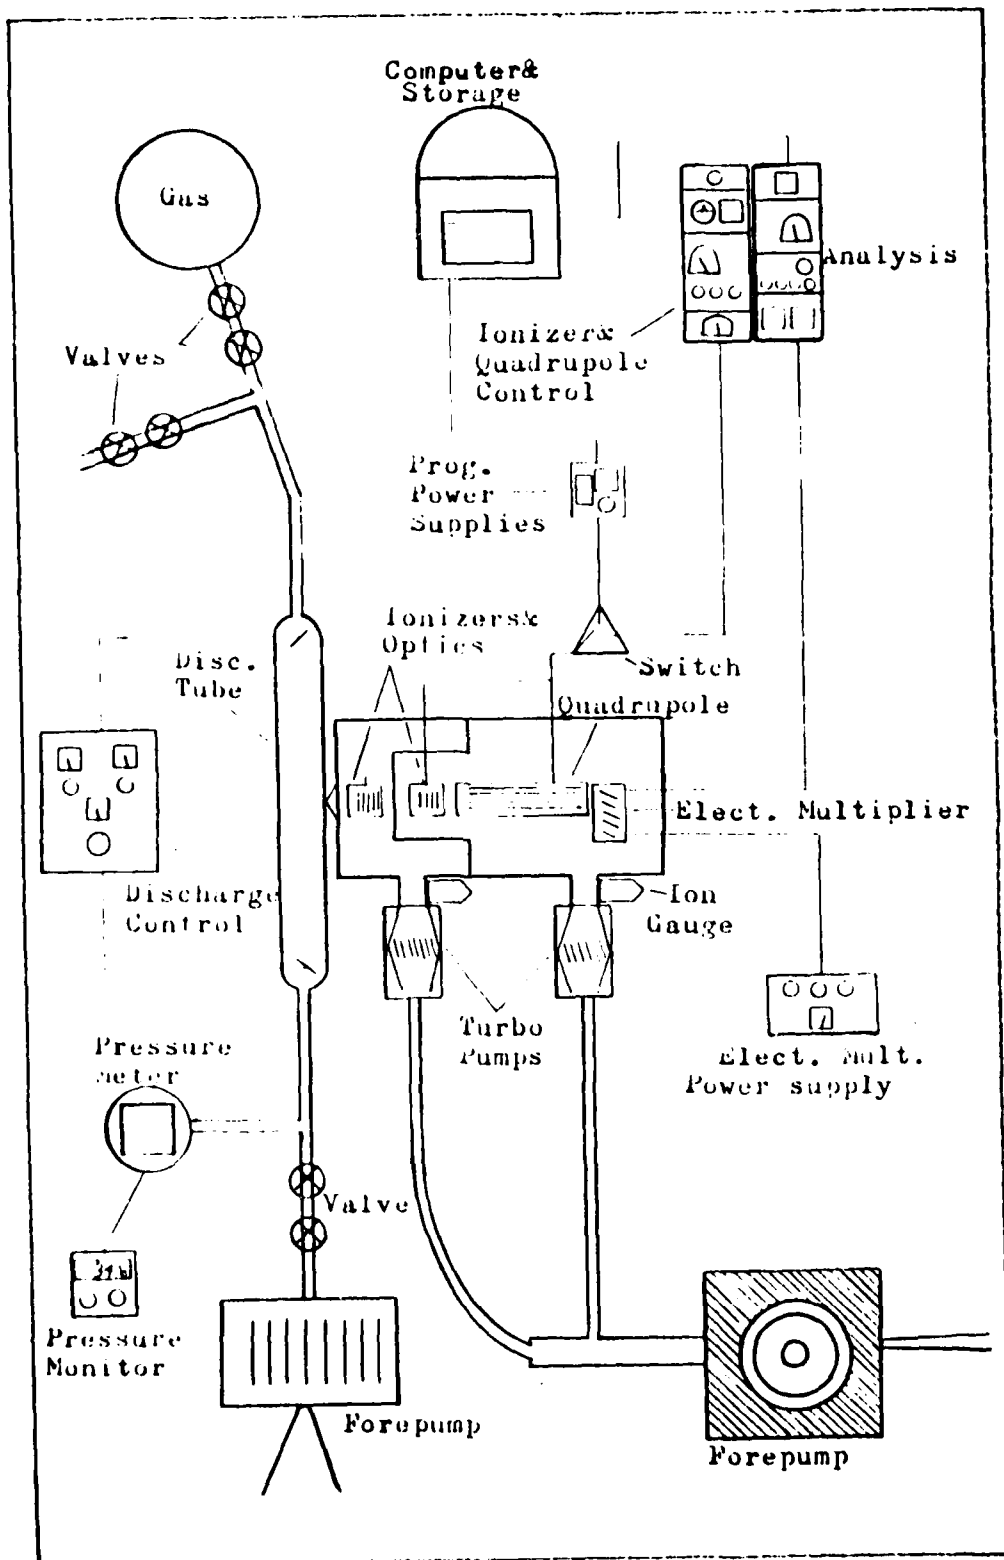 Computer&
Storage
Gas
Analysis
Ionizer&
Quadrupole
Control
Valves
Prog.
Power
Supplies
Ionizers&
Optics
Disc.
Tube
Switch
Quadrupole
Elect. Multiplier
Discharge
Control
Ion
Gauge
Turbo
Pumps
Pressure
Meter
Elect. Mult.
Power supply
Valve
Pressure
Monitor
Forepump
Forepump